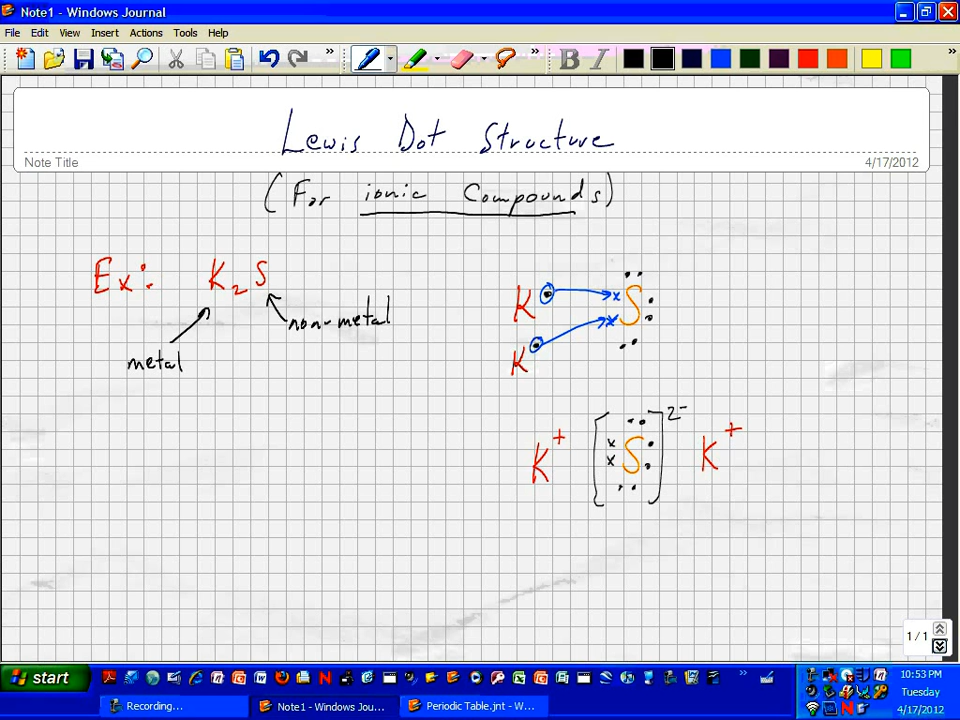 Note1 - Windows Journal
File Edit View Insert Actions Tools Help
B I
Lewis Dot Structure
Note Title
4/17/2012
(For ionic Compounds)
Ex: K2S
non-metal
metal
K S
K
K+ [S]2- K+
1 / 1
start
10:53 PM
Tuesday
4/17/2012
Recording...
Note1 - Windows Jou...
Periodic Table.jnt - W...